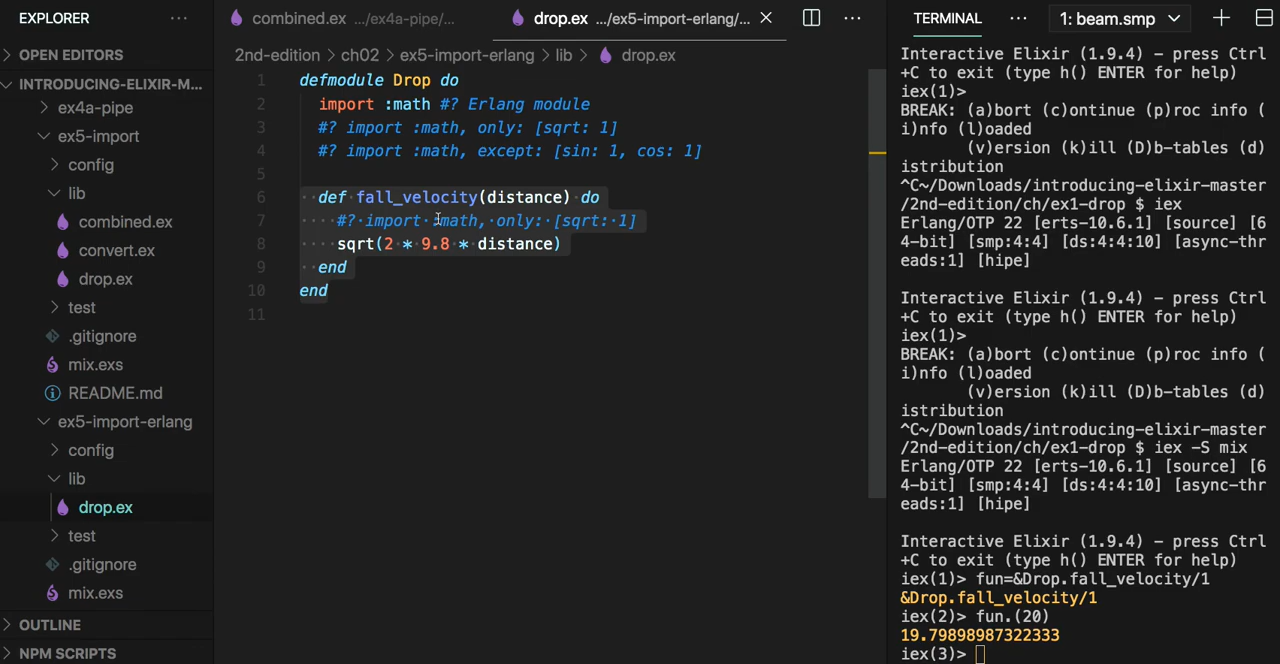 EXPLORER ···
OPEN EDITORS
INTRODUCING-ELIXIR-M...
ex4a-pipe
ex5-import
config
lib
combined.ex
convert.ex
drop.ex
test
.gitignore
mix.exs
README.md
ex5-import-erlang
config
lib
drop.ex
test
.gitignore
mix.exs
OUTLINE
NPM SCRIPTS
combined.ex .../ex4a-pipe/...
drop.ex .../ex5-import-erlang/...
2nd-edition > ch02 > ex5-import-erlang > lib > drop.ex
1 defmodule Drop do
2 import :math #? Erlang module
3 #? import :math, only: [sqrt: 1]
4 #? import :math, except: [sin: 1, cos: 1]
5
6 def fall_velocity(distance) do
7 #? import :math, only: [sqrt: 1]
8 sqrt(2 * 9.8 * distance)
9 end
10 end
11
TERMINAL ··· 1: beam.smp
Interactive Elixir (1.9.4) – press Ctrl
+C to exit (type h() ENTER for help)
iex(1)>
BREAK: (a)bort (c)ontinue (p)roc info (
i)nfo (l)oaded
(v)ersion (k)ill (D)b-tables (d)
istribution
^C~/Downloads/introducing-elixir-master
/2nd-edition/ch/ex1-drop $ iex
Erlang/OTP 22 [erts-10.6.1] [source] [6
4-bit] [smp:4:4] [ds:4:4:10] [async-thr
eads:1] [hipe]
Interactive Elixir (1.9.4) – press Ctrl
+C to exit (type h() ENTER for help)
iex(1)>
BREAK: (a)bort (c)ontinue (p)roc info (
i)nfo (l)oaded
(v)ersion (k)ill (D)b-tables (d)
istribution
^C~/Downloads/introducing-elixir-master
/2nd-edition/ch/ex1-drop $ iex -S mix
Erlang/OTP 22 [erts-10.6.1] [source] [6
4-bit] [smp:4:4] [ds:4:4:10] [async-thr
eads:1] [hipe]
Interactive Elixir (1.9.4) – press Ctrl
+C to exit (type h() ENTER for help)
iex(1)> fun=&Drop.fall_velocity/1
&Drop.fall_velocity/1
iex(2)> fun.(20)
19.79898987322333
iex(3)>